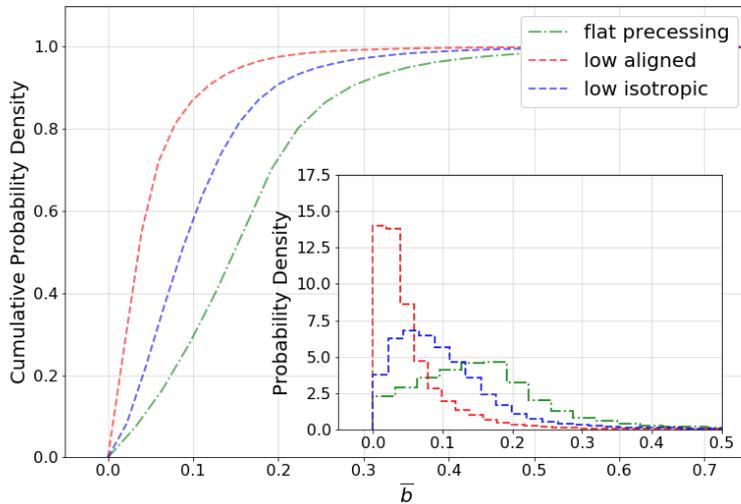 1.0
0.8
0.6
0.4
0.2
0.0
Cumulative Probability Density
flat precessing
low aligned
low isotropic
17.5
15.0
12.5
10.0
7.5
5.0
2.5
0.0
Probability Density
0.0 0.1 0.2 0.3 0.4 0.5
0.0 0.1 0.2 0.3 0.4 0.5 0.6 0.7
b̅